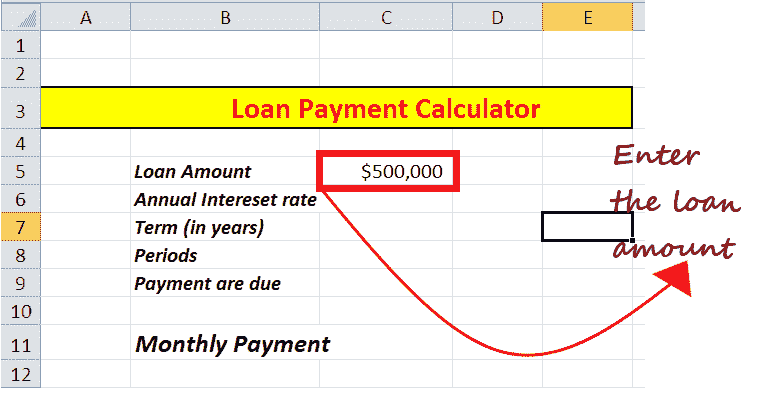 A B C D E
1
2
3 Loan Payment Calculator
4
5 Loan Amount $500,000
6 Annual Intereset rate
7 Term (in years)
8 Periods
9 Payment are due
10
11 Monthly Payment
12
Enter
the loan
amount